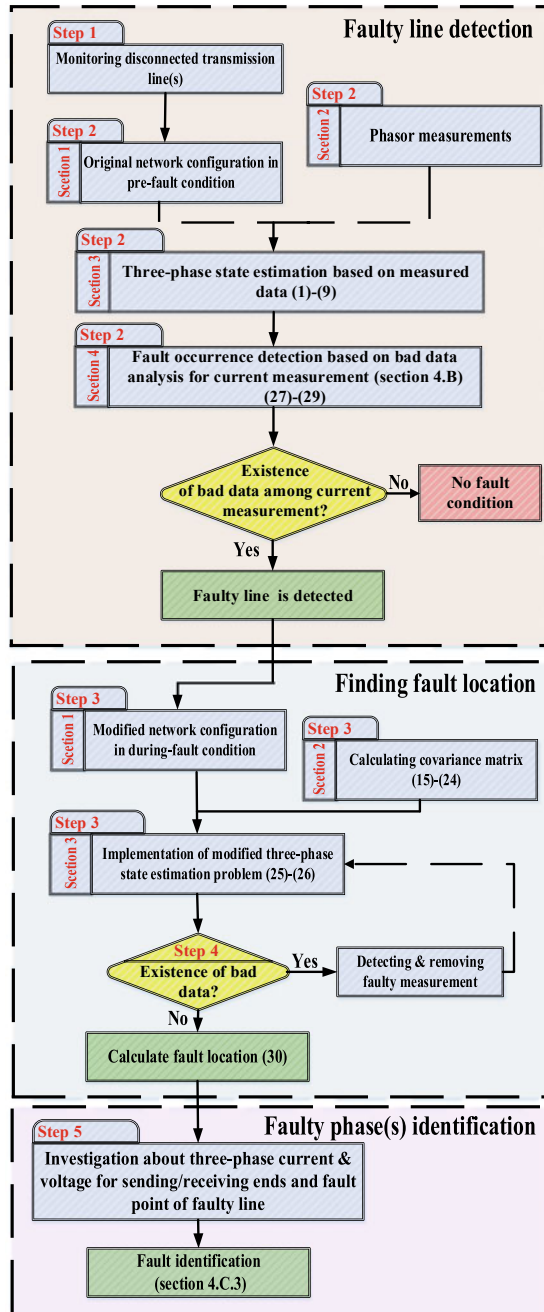 Faulty line detection
Step 1
Monitoring disconnected transmission
line(s)
Step 2
Scetion 1
Original network configuration in
pre-fault condition
Step 2
Scetion 2
Phasor measurements
Step 2
Scetion 3
Three-phase state estimation based on measured
data (1)-(9)
Step 2
Scetion 4
Fault occurrence detection based on bad data
analysis for current measurement (section 4.B)
(27)-(29)
Existence
of bad data among current
measurement?
No
No fault
condition
Yes
Faulty line is detected
Finding fault location
Step 3
Scetion 1
Modified network configuration
in during-fault condition
Step 3
Scetion 2
Calculating covariance matrix
(15)-(24)
Step 3
Scetion 3
Implementation of modified three-phase
state estimation problem (25)-(26)
Step 4
Existence of bad
data?
Yes
Detecting & removing
faulty measurement
No
Calculate fault location (30)
Faulty phase(s) identification
Step 5
Investigation about three-phase current &
voltage for sending/receiving ends and fault
point of faulty line
Fault identification
(section 4.C.3)